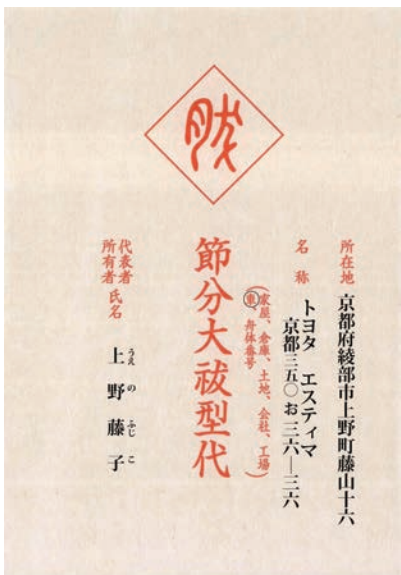 所在地 京都府綾部市上野町藤山十六
名称 トヨタ エスティマ
京都三五〇 お 三六―三六
(家屋、倉庫、土地、会社、工場)
車、舟体番号
節分大祓型代
代表者
所有者 氏名
うえ の ふじ こ
上野藤子